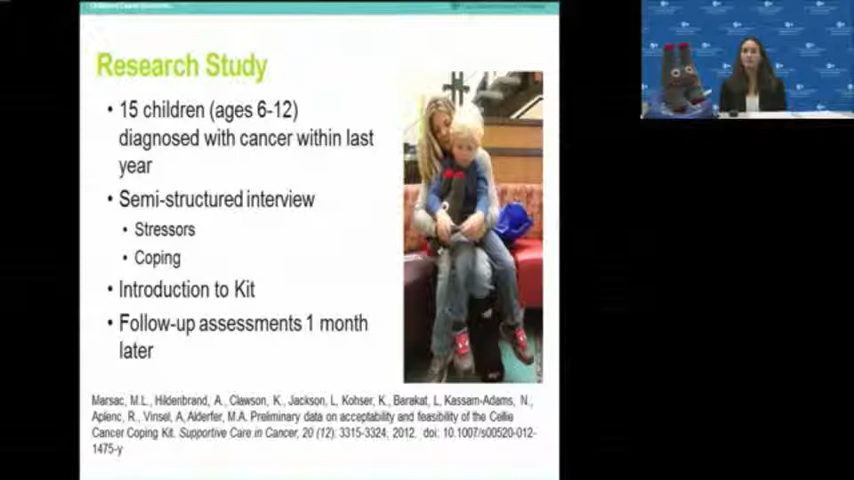 Research Study
• 15 children (ages 6-12)
diagnosed with cancer within last
year
• Semi-structured interview
• Stressors
• Coping
• Introduction to Kit
• Follow-up assessments 1 month
later
Marsac, M.L., Hildenbrand, A., Clawson, K., Jackson, L, Kohser, K., Barakat, L, Kassam-Adams, N.,
Aplenc, R., Vinsel, A, Alderfer, M.A. Preliminary data on acceptability and feasibility of the Cellie
Cancer Coping Kit. Supportive Care in Cancer, 20 (12): 3315-3324, 2012. doi: 10.1007/s00520-012-
1475-y